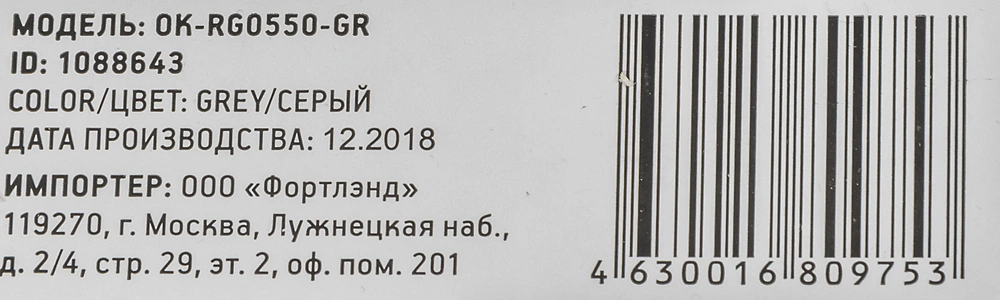 МОДЕЛЬ: OK-RG0550-GR
ID: 1088643
COLOR/ЦВЕТ: GREY/СЕРЫЙ
ДАТА ПРОИЗВОДСТВА: 12.2018
ИМПОРТЕР: ООО «Фортлэнд»
119270, г. Москва, Лужнецкая наб.,
д. 2/4, стр. 29, эт. 2, оф. пом. 201
4 630016 809753